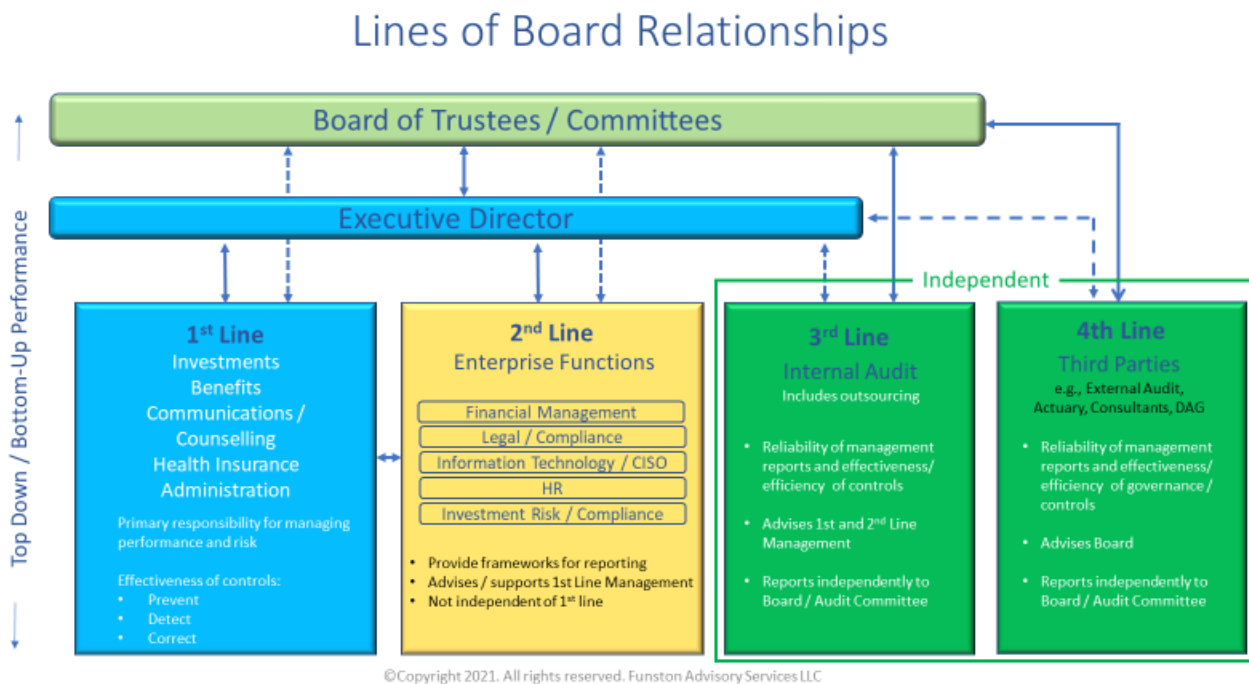 Lines of Board Relationships
Board of Trustees / Committees
Executive Director
Top Down / Bottom-Up Performance
Independent
1st Line
Investments
Benefits
Communications /
Counselling
Health Insurance
Administration
Primary responsibility for managing
performance and risk
Effectiveness of controls:
• Prevent
• Detect
• Correct
2nd Line
Enterprise Functions
Financial Management
Legal / Compliance
Information Technology / CISO
HR
Investment Risk / Compliance
• Provide frameworks for reporting
• Advises / supports 1st Line Management
• Not independent of 1st line
3rd Line
Internal Audit
Includes outsourcing
• Reliability of management
reports and effectiveness/
efficiency of controls
• Advises 1st and 2nd Line
Management
• Reports independently to
Board / Audit Committee
4th Line
Third Parties
e.g., External Audit,
Actuary, Consultants, DAG
• Reliability of management
reports and effectiveness/
efficiency of governance /
controls
• Advises Board
• Reports independently to
Board / Audit Committee
©Copyright 2021. All rights reserved. Funston Advisory Services LLC